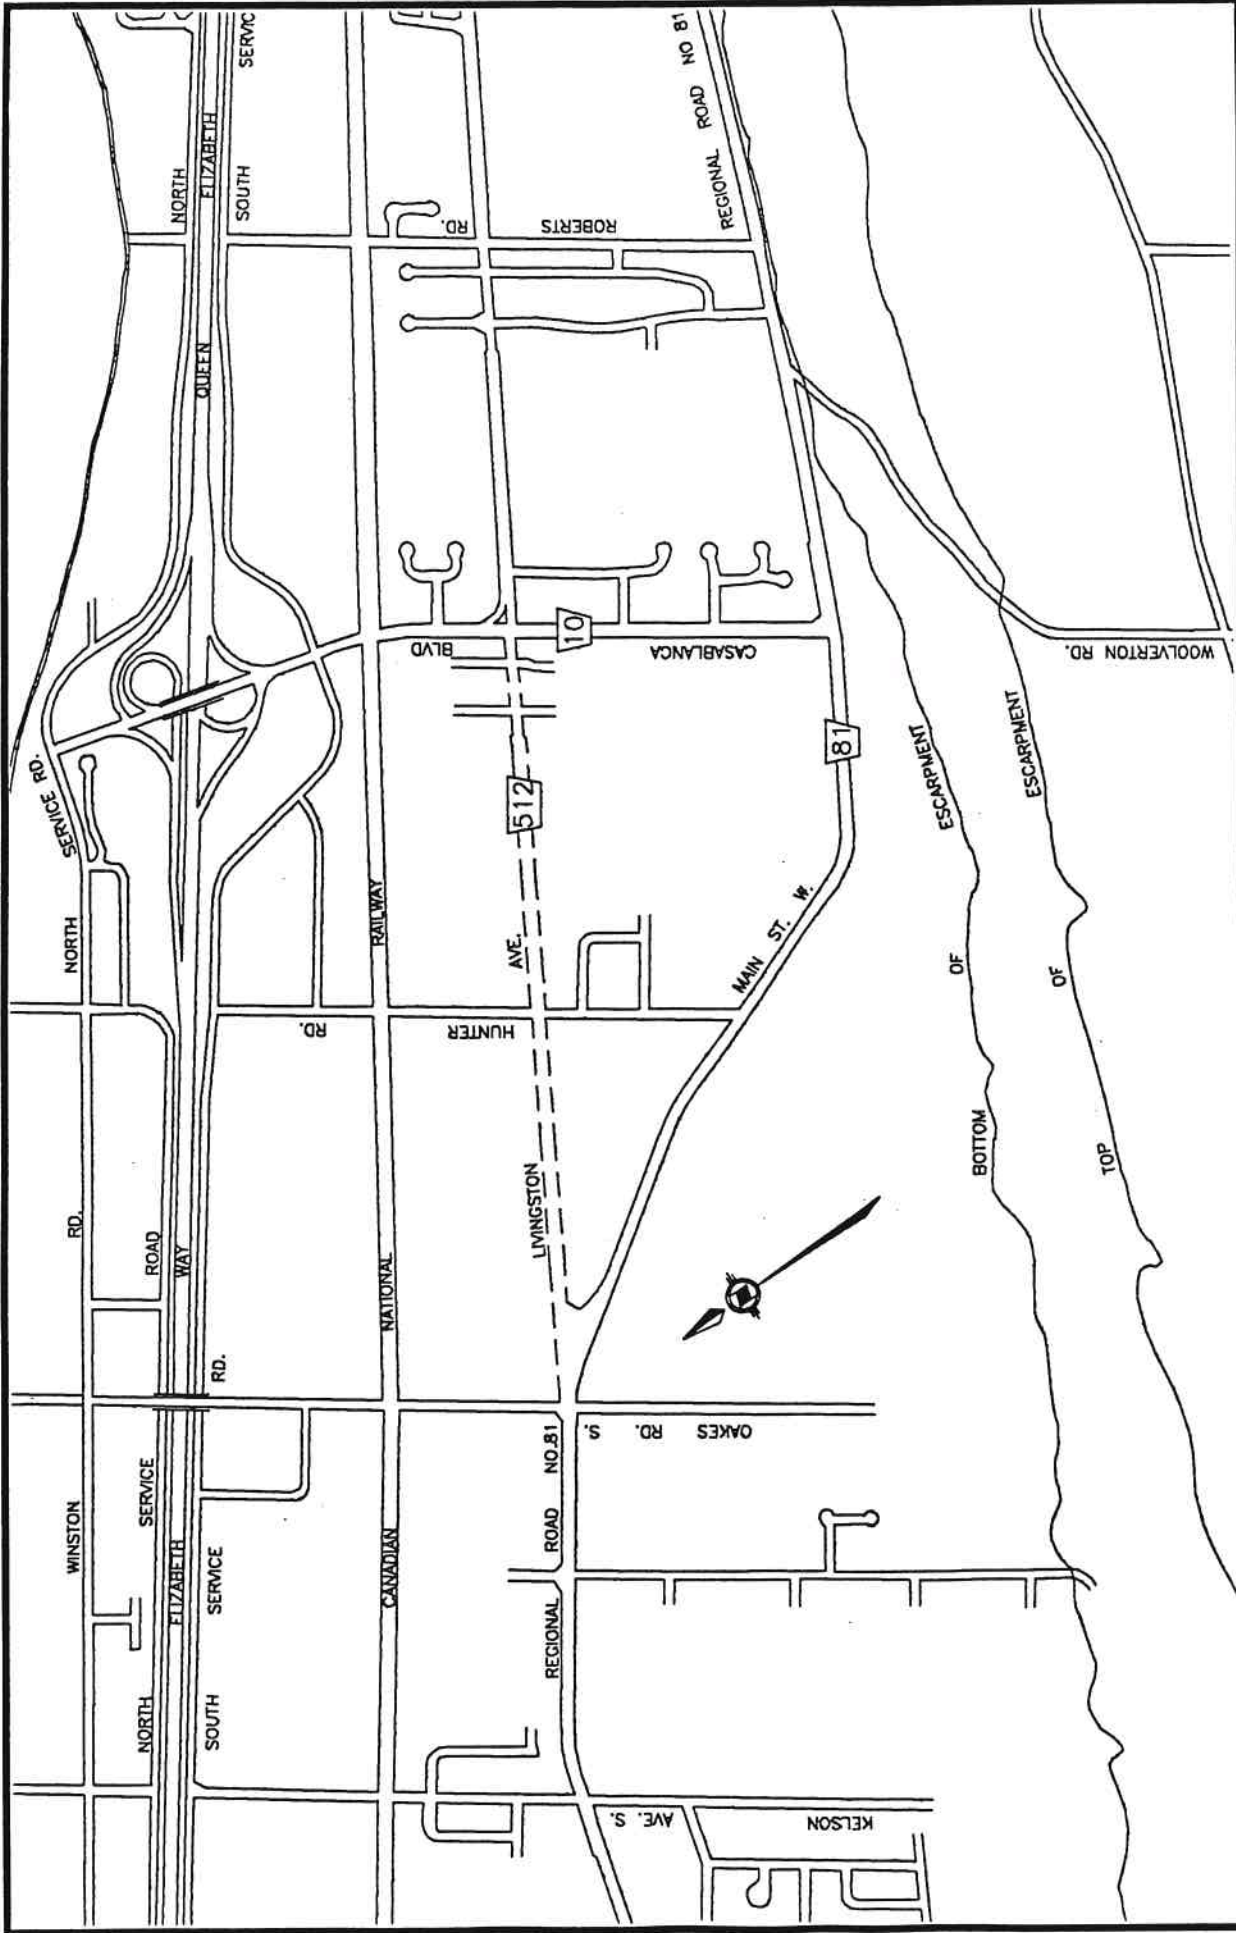 WINSTON RD. NORTH SERVICE RD.
NORTH SERVICE ROAD
NORTH
ELIZABETH WAY
QUEEN ELIZABETH
SOUTH SERVICE RD.
SOUTH SERVIC
CANADIAN NATIONAL RAILWAY
REGIONAL ROAD NO.81
LIVINGSTON AVE.
512
MAIN ST. W.
81
REGIONAL ROAD NO 81
BOTTOM OF ESCARPMENT
TOP OF ESCARPMENT
KELSON AVE. S.
OAKES RD. S.
HUNTER RD.
CASABLANCA BLVD
10
ROBERTS RD.
WOOLVERTON RD.